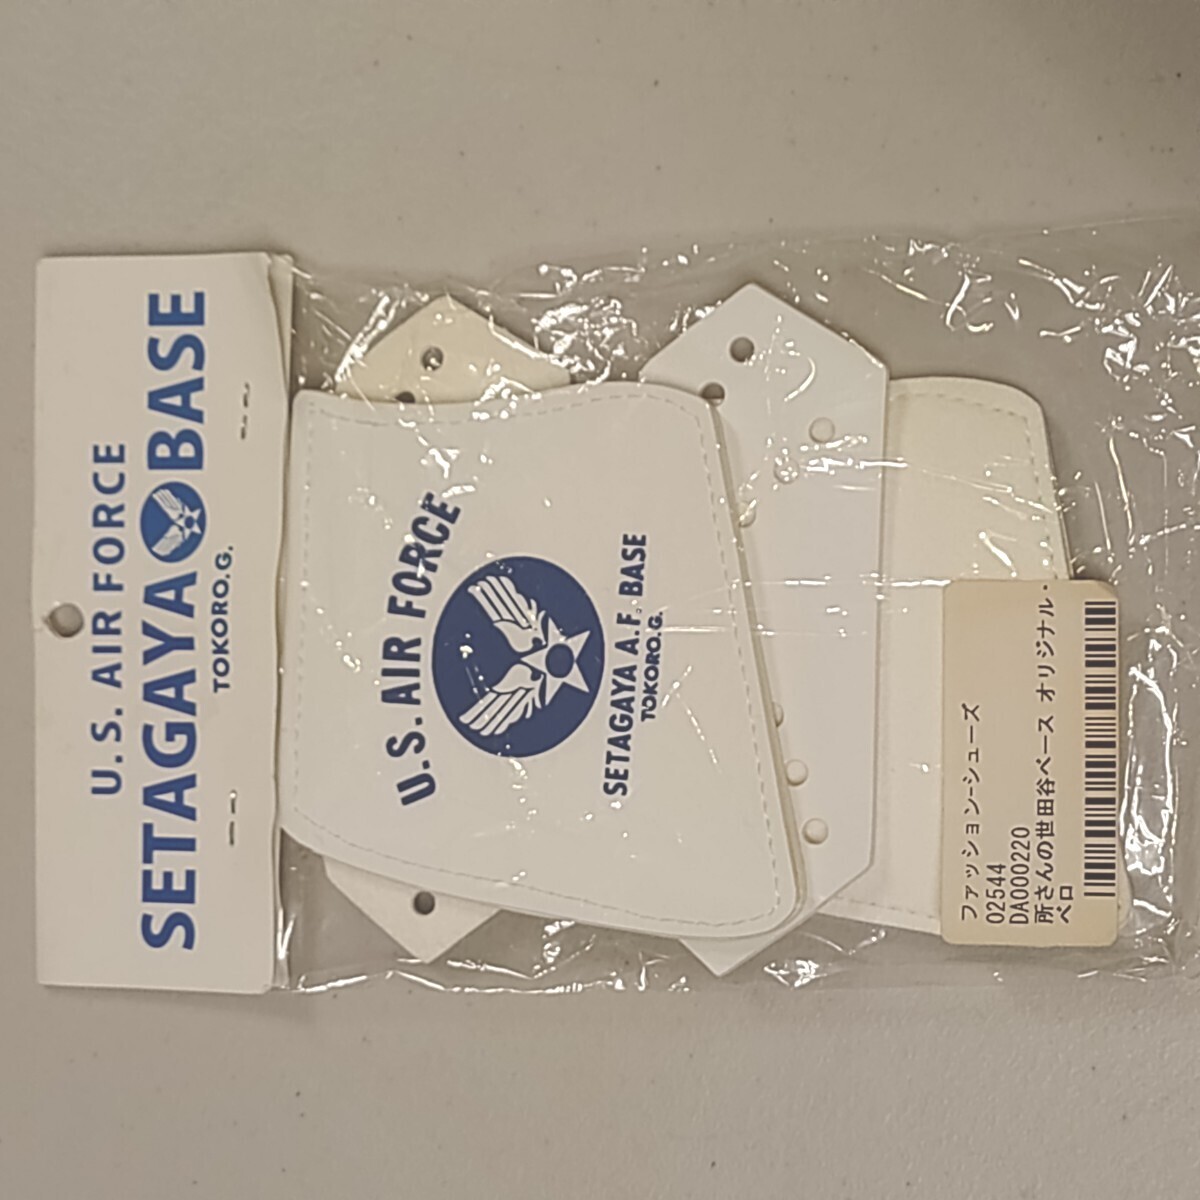 U.S. AIR FORCE
SETAGAYA BASE
TOKORO.G.
U.S. AIR FORCE
SETAGAYA A.F. BASE
TOKORO.G.
ファッション-シューズ
02544
DA000220
所さんの世田谷ベース オリジナル・
ベロ